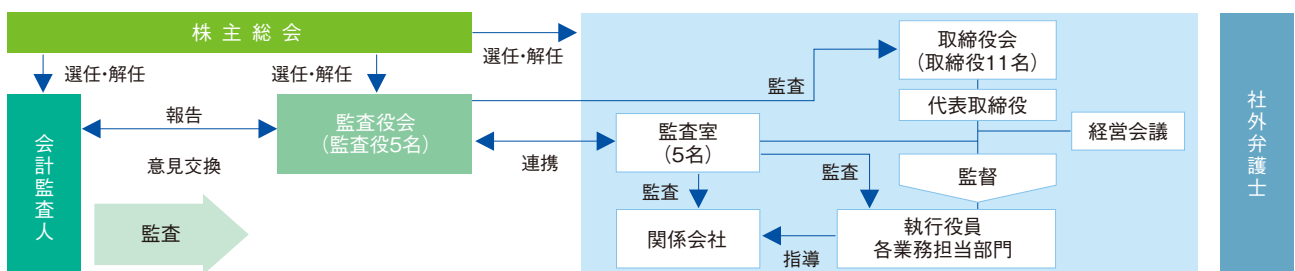 株主総会
選任・解任
選任・解任
選任・解任
会計監査人
報告
意見交換
監査役会
(監査役5名)
監査
連携
監査
取締役会
(取締役11名)
代表取締役
経営会議
監査室
(5名)
監査
監査
監督
関係会社
指導
執行役員
各業務担当部門
社外弁護士